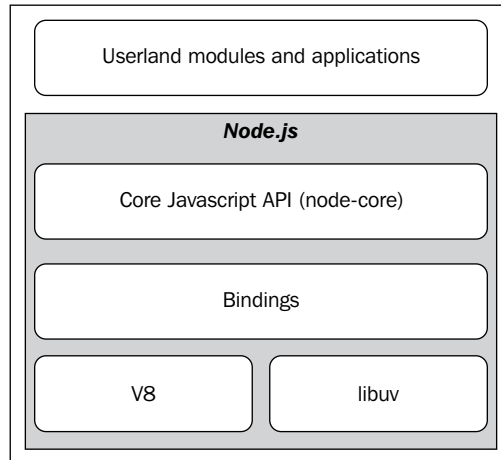 Userland modules and applications
Node.js
Core Javascript API (node-core)
Bindings
V8
libuv